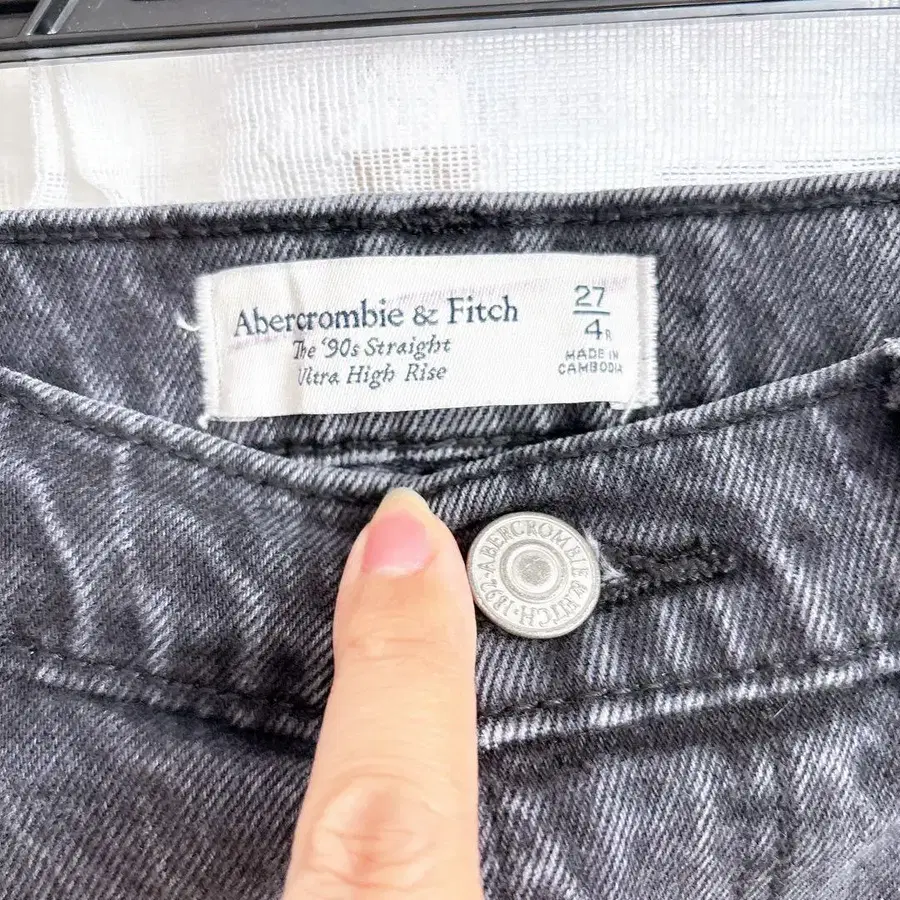 Abercrombie & Fitch
The '90s Straight
Ultra High Rise
27
4R
MADE IN
CAMBODIA
ABERCROMBIE & FITCH · 1892 ·